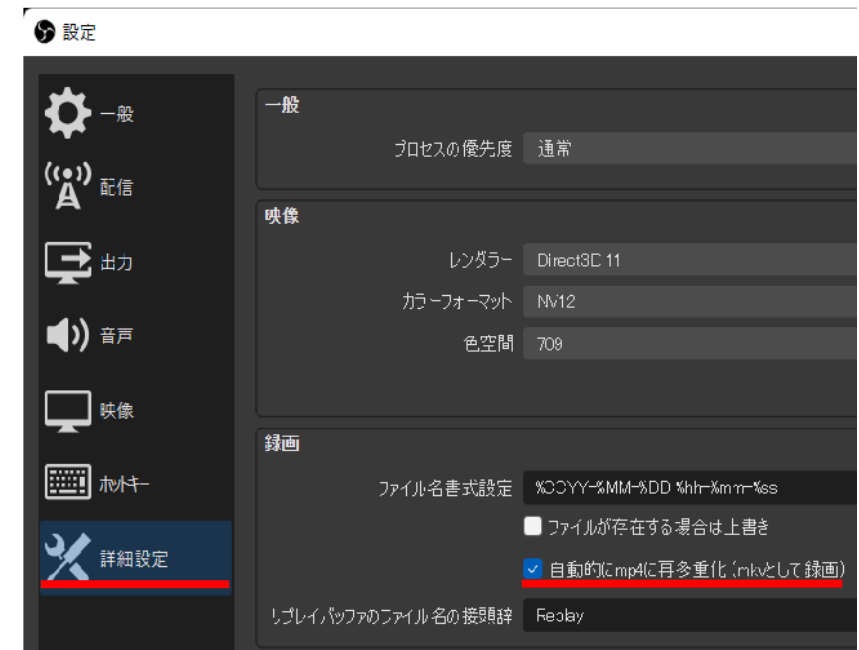 設定
一般
配信
出力
音声
映像
ホットキー
詳細設定
一般
プロセスの優先度 通常
映像
レンダラー Direct3D 11
カラーフォーマット NV12
色空間 709
録画
ファイル名書式設定 %CCYY-%MM-%DD %hh-%mm-%ss
ファイルが存在する場合は上書き
自動的にmp4に再多重化 (mkvとして録画)
リプレイバッファのファイル名の接頭辞 Replay